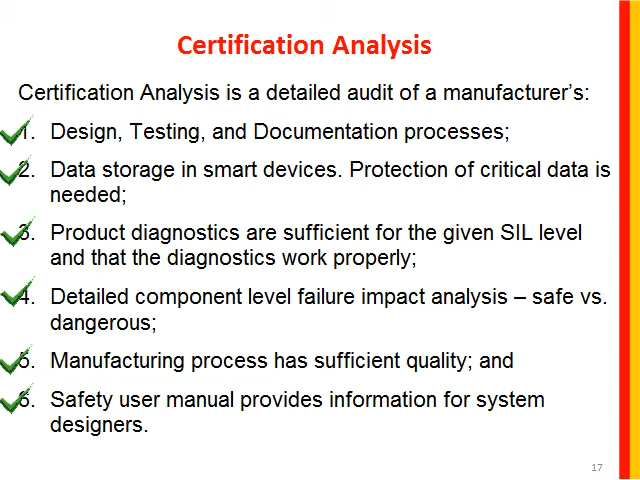 Certification Analysis
Certification Analysis is a detailed audit of a manufacturer’s:
1. Design, Testing, and Documentation processes;
2. Data storage in smart devices. Protection of critical data is
needed;
3. Product diagnostics are sufficient for the given SIL level
and that the diagnostics work properly;
4. Detailed component level failure impact analysis – safe vs.
dangerous;
5. Manufacturing process has sufficient quality; and
6. Safety user manual provides information for system
designers.
17